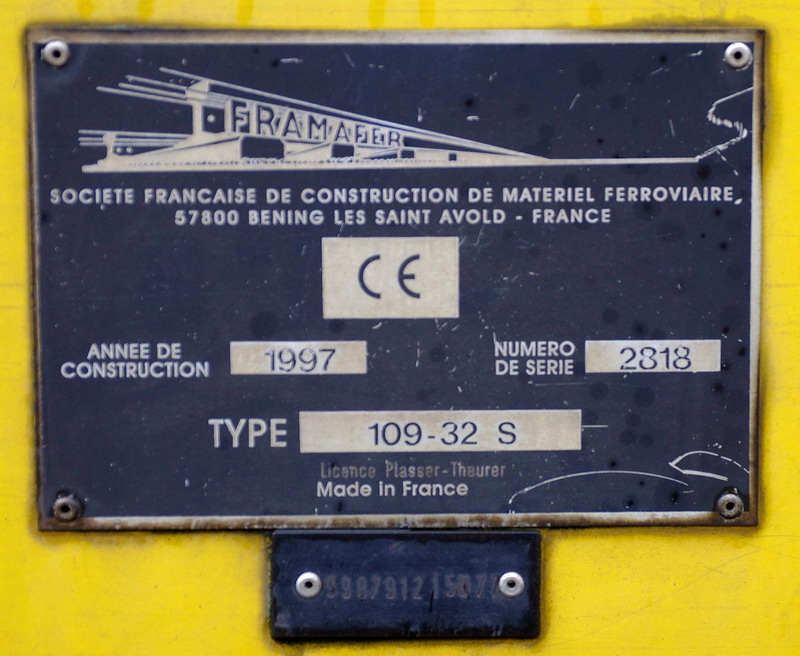 FRAMAFER
SOCIETE FRANCAISE DE CONSTRUCTION DE MATERIEL FERROVIAIRE
57800 BENING LES SAINT AVOLD - FRANCE
CE
ANNEE DE
CONSTRUCTION
1997
NUMERO
DE SERIE
2818
TYPE
109-32 S
Licence Plasser-Theurer
Made in France